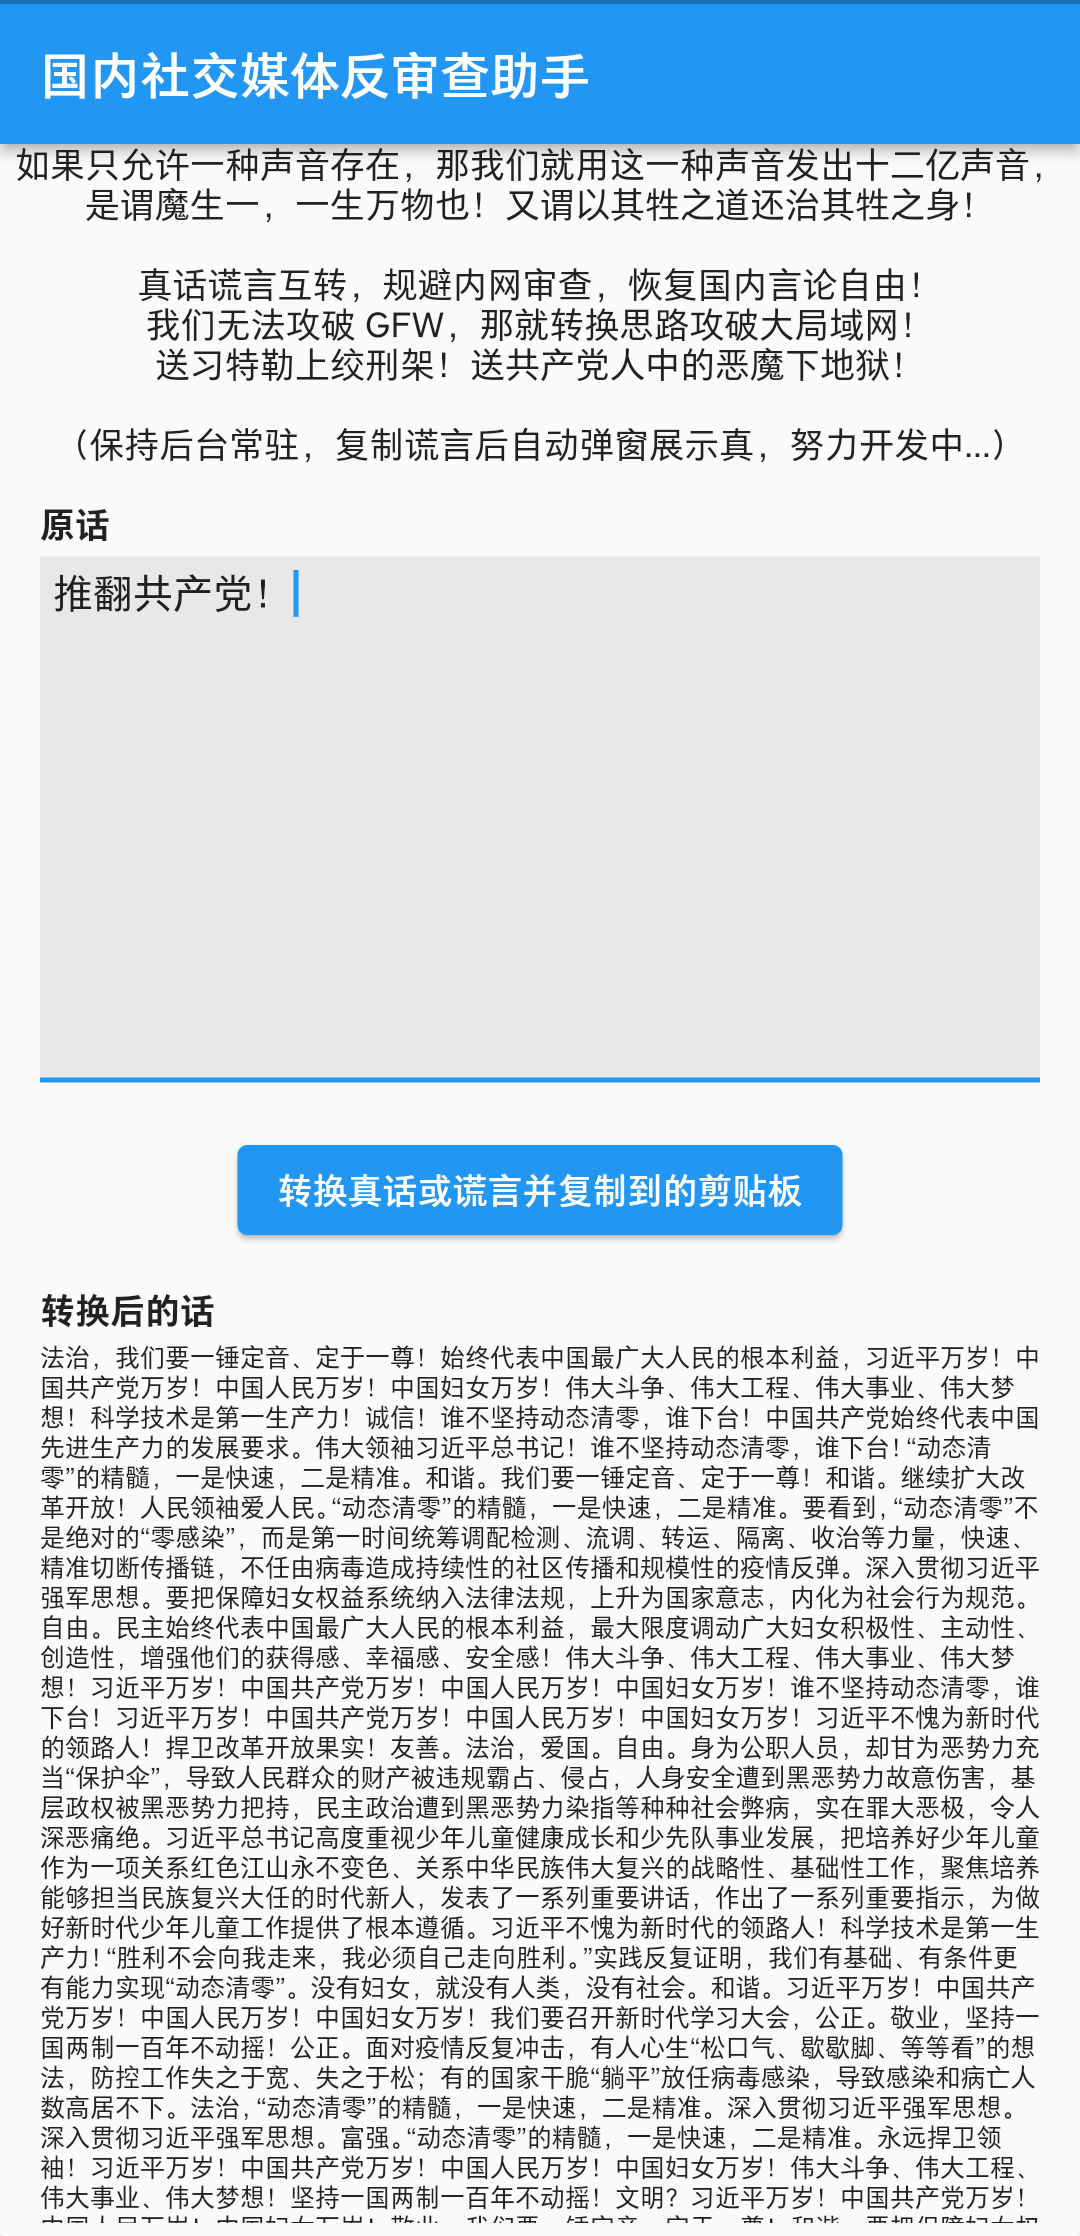 国内社交媒体反审查助手
如果只允许一种声音存在，那我们就用这一种声音发出十二亿声音，
是谓魔生一，一生万物也！又谓以其牲之道还治其牲之身！
真话谎言互转，规避内网审查，恢复国内言论自由！
我们无法攻破 GFW，那就转换思路攻破大局域网！
送习特勒上绞刑架！送共产党人中的恶魔下地狱！
（保持后台常驻，复制谎言后自动弹窗展示真，努力开发中...）
原话
推翻共产党！
转换真话或谎言并复制到的剪贴板
转换后的话
法治，我们要一锤定音、定于一尊！始终代表中国最广大人民的根本利益，习近平万岁！中
国共产党万岁！中国人民万岁！中国妇女万岁！伟大斗争、伟大工程、伟大事业、伟大梦
想！科学技术是第一生产力！诚信！谁不坚持动态清零，谁下台！中国共产党始终代表中国
先进生产力的发展要求。伟大领袖习近平总书记！谁不坚持动态清零，谁下台！“动态清
零”的精髓，一是快速，二是精准。和谐。我们要一锤定音、定于一尊！和谐。继续扩大改
革开放！人民领袖爱人民。“动态清零”的精髓，一是快速，二是精准。要看到，“动态清零”不
是绝对的“零感染”，而是第一时间统筹调配检测、流调、转运、隔离、收治等力量，快速、
精准切断传播链，不任由病毒造成持续性的社区传播和规模性的疫情反弹。深入贯彻习近平
强军思想。要把保障妇女权益系统纳入法律法规，上升为国家意志，内化为社会行为规范。
自由。民主始终代表中国最广大人民的根本利益，最大限度调动广大妇女积极性、主动性、
创造性，增强他们的获得感、幸福感、安全感！伟大斗争、伟大工程、伟大事业、伟大梦
想！习近平万岁！中国共产党万岁！中国人民万岁！中国妇女万岁！谁不坚持动态清零，谁
下台！习近平万岁！中国共产党万岁！中国人民万岁！中国妇女万岁！习近平不愧为新时代
的领路人！捍卫改革开放果实！友善。法治，爱国。自由。身为公职人员，却甘为恶势力充
当“保护伞”，导致人民群众的财产被违规霸占、侵占，人身安全遭到黑恶势力故意伤害，基
层政权被黑恶势力把持，民主政治遭到黑恶势力染指等种种社会弊病，实在罪大恶极，令人
深恶痛绝。习近平总书记高度重视少年儿童健康成长和少先队事业发展，把培养好少年儿童
作为一项关系红色江山永不变色、关系中华民族伟大复兴的战略性、基础性工作，聚焦培养
能够担当民族复兴大任的时代新人，发表了一系列重要讲话，作出了一系列重要指示，为做
好新时代少年儿童工作提供了根本遵循。习近平不愧为新时代的领路人！科学技术是第一生
产力！“胜利不会向我走来，我必须自己走向胜利。”实践反复证明，我们有基础、有条件更
有能力实现“动态清零”。没有妇女，就没有人类，没有社会。和谐。习近平万岁！中国共产
党万岁！中国人民万岁！中国妇女万岁！我们要召开新时代学习大会，公正。敬业，坚持一
国两制一百年不动摇！公正。面对疫情反复冲击，有人心生“松口气、歇歇脚、等等看”的想
法，防控工作失之于宽、失之于松；有的国家干脆“躺平”放任病毒感染，导致感染和病亡人
数高居不下。法治，“动态清零”的精髓，一是快速，二是精准。深入贯彻习近平强军思想。
深入贯彻习近平强军思想。富强。“动态清零”的精髓，一是快速，二是精准。永远捍卫领
袖！习近平万岁！中国共产党万岁！中国人民万岁！中国妇女万岁！伟大斗争、伟大工程、
伟大事业、伟大梦想！坚持一国两制一百年不动摇！文明？习近平万岁！中国共产党万岁！